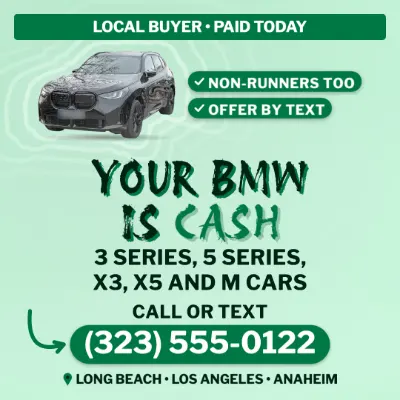 LOCAL BUYER • PAID TODAY
NON-RUNNERS TOO
OFFER BY TEXT
YOUR BMW
IS CASH
3 SERIES, 5 SERIES,
X3, X5 AND M CARS
CALL OR TEXT
(323) 555-0122
LONG BEACH • LOS ANGELES • ANAHEIM